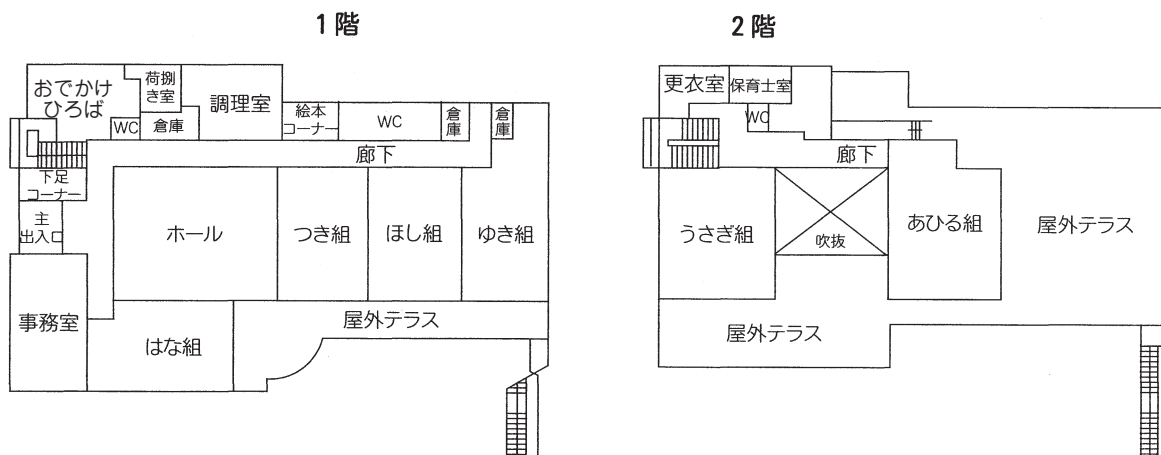 1階
おでかけ
ひろば
荷捌
き室
調理室
WC
倉庫
絵本
コーナー
WC
倉
庫
倉
庫
廊下
下足
コーナー
主
出入口
ホール
つき組
ほし組
ゆき組
事務室
はな組
屋外テラス
2階
更衣室
保育士室
WC
廊下
うさぎ組
吹抜
あひる組
屋外テラス
屋外テラス